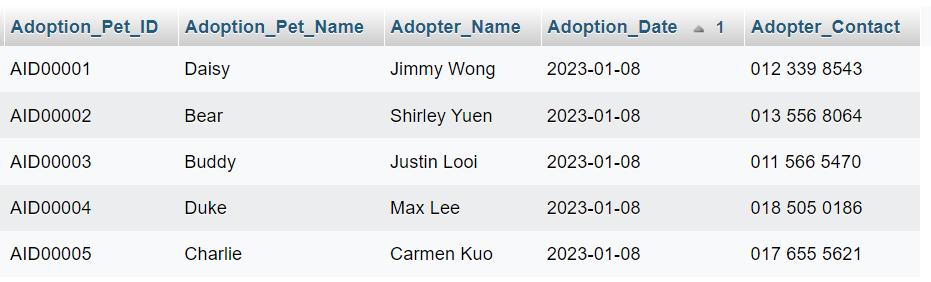 Adoption_Pet_ID Adoption_Pet_Name Adopter_Name Adoption_Date 1 Adopter_Contact
AID00001 Daisy Jimmy Wong 2023-01-08 012 339 8543
AID00002 Bear Shirley Yuen 2023-01-08 013 556 8064
AID00003 Buddy Justin Looi 2023-01-08 011 566 5470
AID00004 Duke Max Lee 2023-01-08 018 505 0186
AID00005 Charlie Carmen Kuo 2023-01-08 017 655 5621